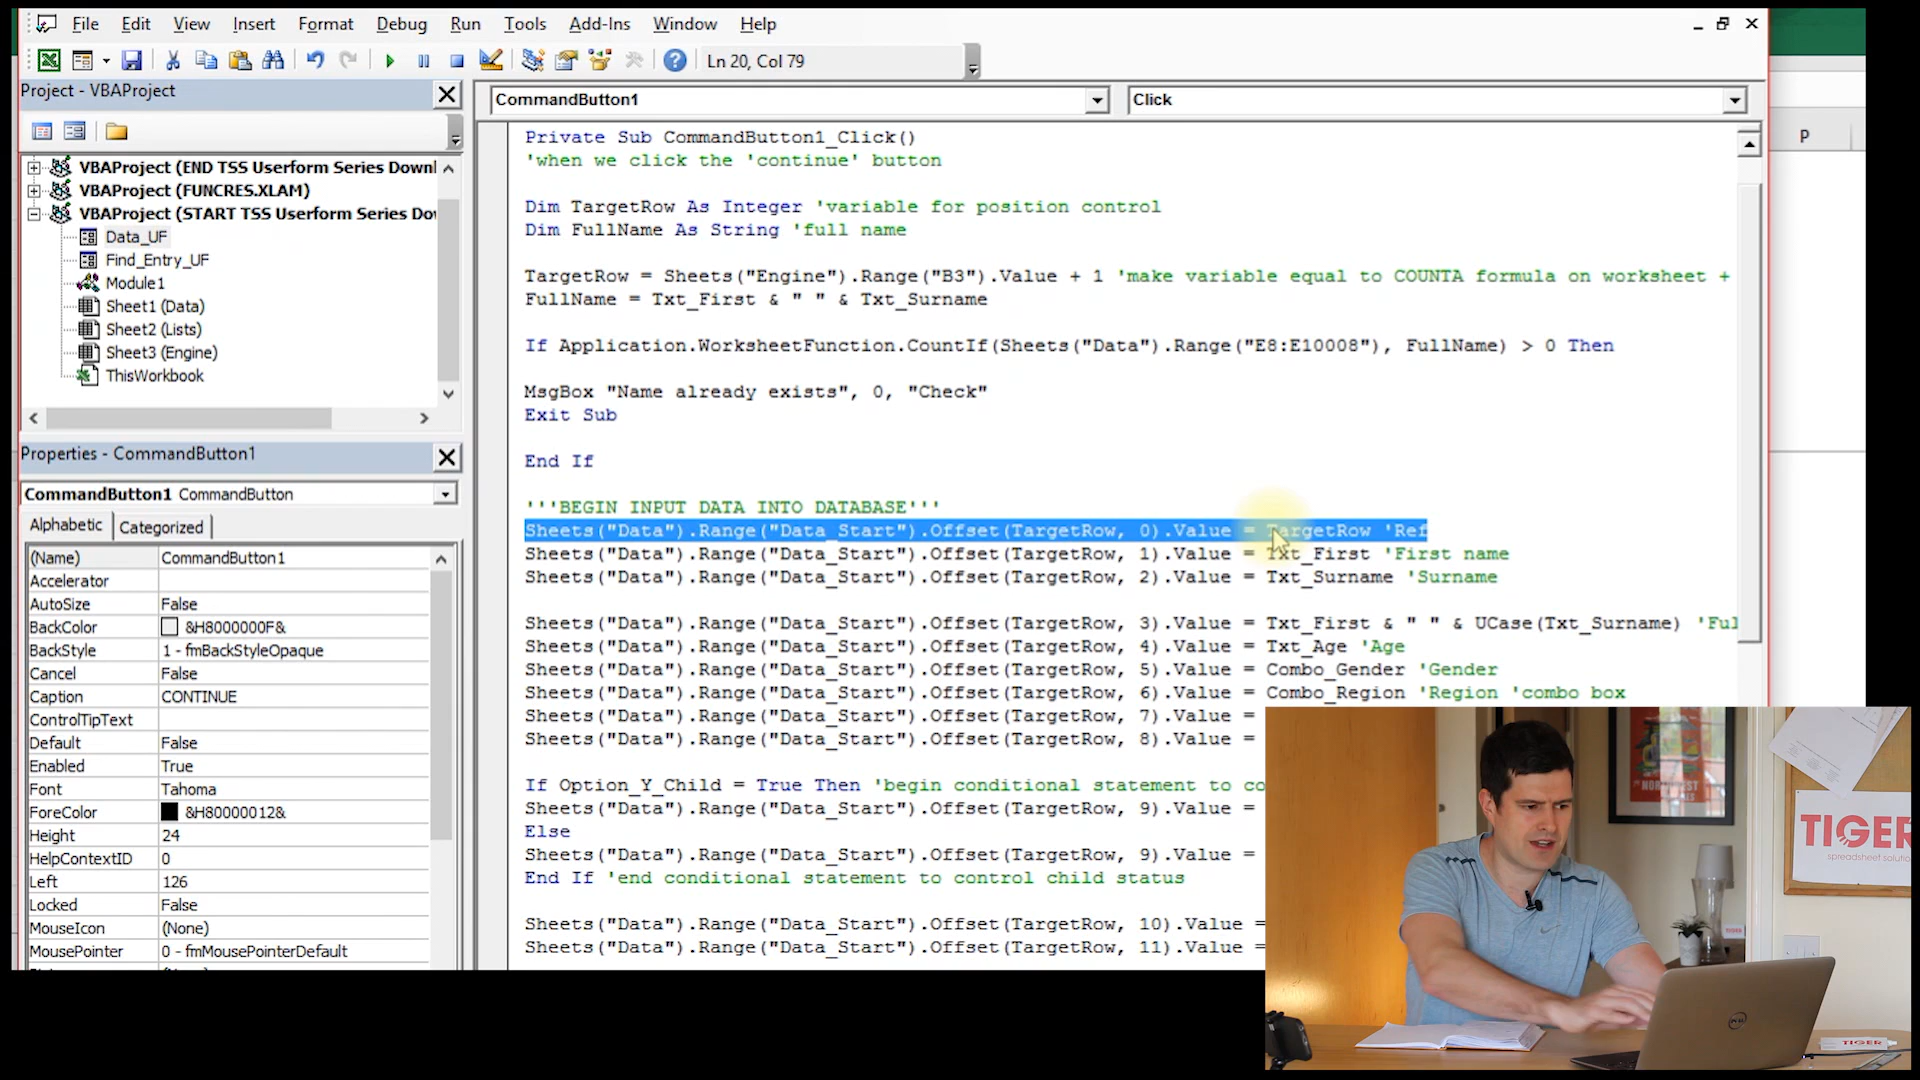 File Edit View Insert Format Debug Run Tools Add-Ins Window Help
Ln 20, Col 79
Project - VBAProject
VBAProject (END TSS Userform Series Downl
VBAProject (FUNCRES.XLAM)
VBAProject (START TSS Userform Series Dov
Data_UF
Find_Entry_UF
Module1
Sheet1 (Data)
Sheet2 (Lists)
Sheet3 (Engine)
ThisWorkbook
Properties - CommandButton1
CommandButton1 CommandButton
Alphabetic Categorized
(Name) CommandButton1
Accelerator
AutoSize False
BackColor &H8000000F&
BackStyle 1 - fmBackStyleOpaque
Cancel False
Caption CONTINUE
ControlTipText
Default False
Enabled True
Font Tahoma
ForeColor &H80000012&
Height 24
HelpContextID 0
Left 126
Locked False
MouseIcon (None)
MousePointer 0 - fmMousePointerDefault
CommandButton1 Click
Private Sub CommandButton1_Click()
'when we click the 'continue' button
Dim TargetRow As Integer 'variable for position control
Dim FullName As String 'full name
TargetRow = Sheets("Engine").Range("B3").Value + 1 'make variable equal to COUNTA formula on worksheet +
FullName = Txt_First & " " & Txt_Surname
If Application.WorksheetFunction.CountIf(Sheets("Data").Range("E8:E10008"), FullName) > 0 Then
MsgBox "Name already exists", 0, "Check"
Exit Sub
End If
'''BEGIN INPUT DATA INTO DATABASE'''
Sheets("Data").Range("Data_Start").Offset(TargetRow, 0).Value = TargetRow 'Ref
Sheets("Data").Range("Data_Start").Offset(TargetRow, 1).Value = Txt_First 'First name
Sheets("Data").Range("Data_Start").Offset(TargetRow, 2).Value = Txt_Surname 'Surname
Sheets("Data").Range("Data_Start").Offset(TargetRow, 3).Value = Txt_First & " " & UCase(Txt_Surname) 'Ful
Sheets("Data").Range("Data_Start").Offset(TargetRow, 4).Value = Txt_Age 'Age
Sheets("Data").Range("Data_Start").Offset(TargetRow, 5).Value = Combo_Gender 'Gender
Sheets("Data").Range("Data_Start").Offset(TargetRow, 6).Value = Combo_Region 'Region 'combo box
Sheets("Data").Range("Data_Start").Offset(TargetRow, 7).Value =
Sheets("Data").Range("Data_Start").Offset(TargetRow, 8).Value =
If Option_Y_Child = True Then 'begin conditional statement to co
Sheets("Data").Range("Data_Start").Offset(TargetRow, 9).Value =
Else
Sheets("Data").Range("Data_Start").Offset(TargetRow, 9).Value =
End If 'end conditional statement to control child status
Sheets("Data").Range("Data_Start").Offset(TargetRow, 10).Value =
Sheets("Data").Range("Data_Start").Offset(TargetRow, 11).Value =
P
TIGER
spreadsheet solutio
DELL
TIGER